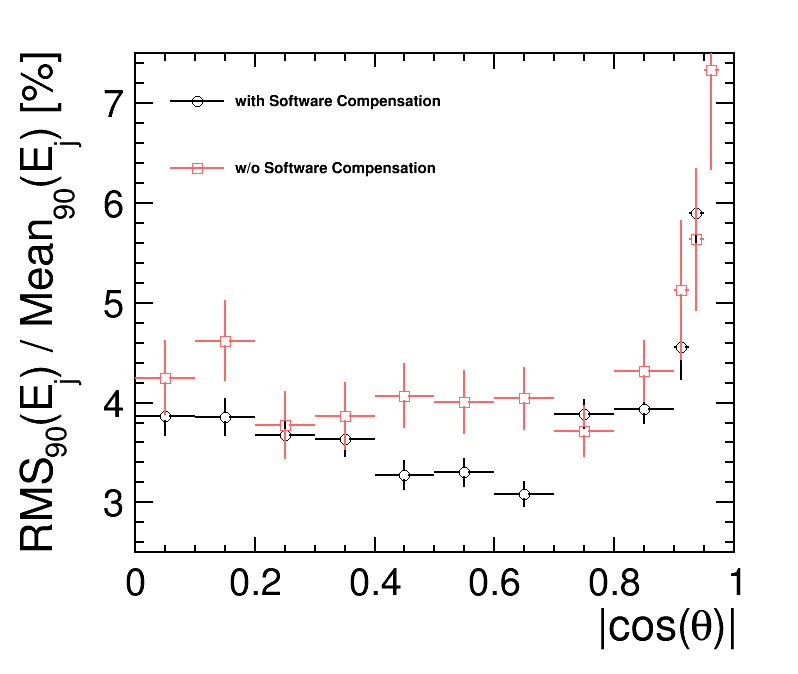 RMS90(Ej) / Mean90(Ej) [%]
7
6
5
4
3
with Software Compensation
w/o Software Compensation
0 0.2 0.4 0.6 0.8 1
|cos(θ)|